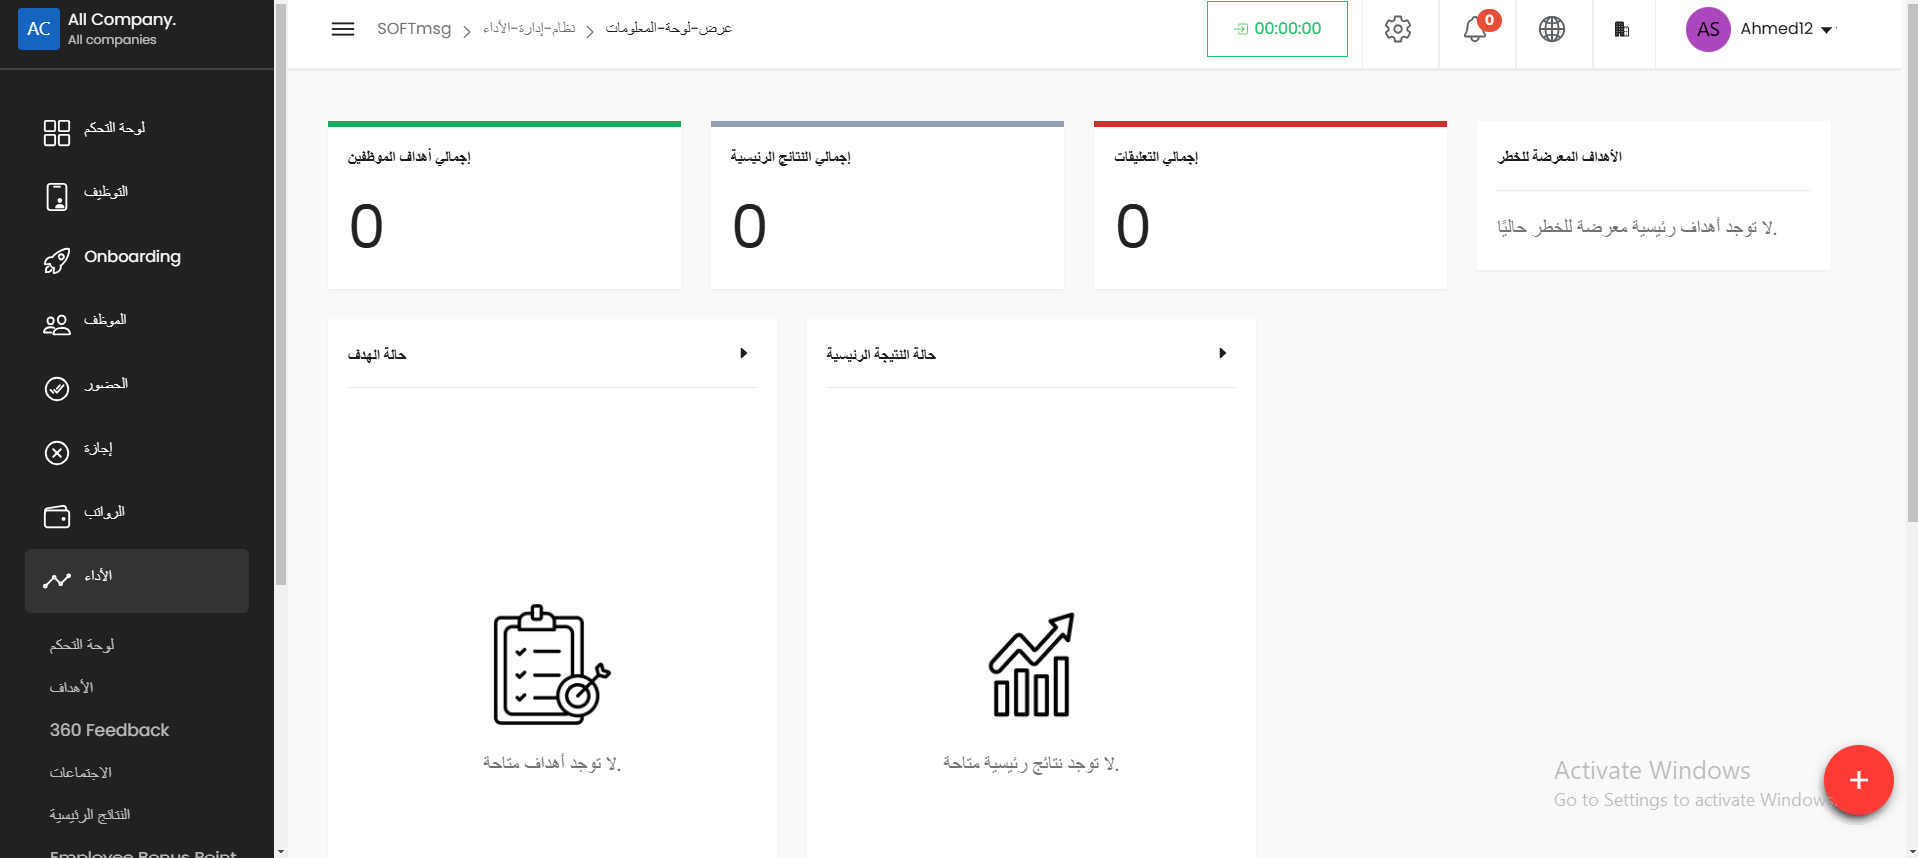 AC
All Company.
All companies
SOFTmsg
نظام-إدارة-الأداء
عرض-لوحة-المعلومات
00:00:00
0
AS
Ahmed12
لوحة التحكم
التوظيف
Onboarding
الموظف
الحضور
إجازة
الرواتب
الأداء
لوحة التحكم
الأهداف
360 Feedback
الاجتماعات
النتائج الرئيسية
Employee Bonus Point
إجمالي أهداف الموظفين
0
إجمالي النتائج الرئيسية
0
إجمالي التعليقات
0
الأهداف المعرضة للخطر
لا توجد أهداف رئيسية معرضة للخطر حاليًا.
حالة الهدف
لا توجد أهداف متاحة.
حالة النتيجة الرئيسية
لا توجد نتائج رئيسية متاحة.
Activate Windows
Go to Settings to activate Windows.